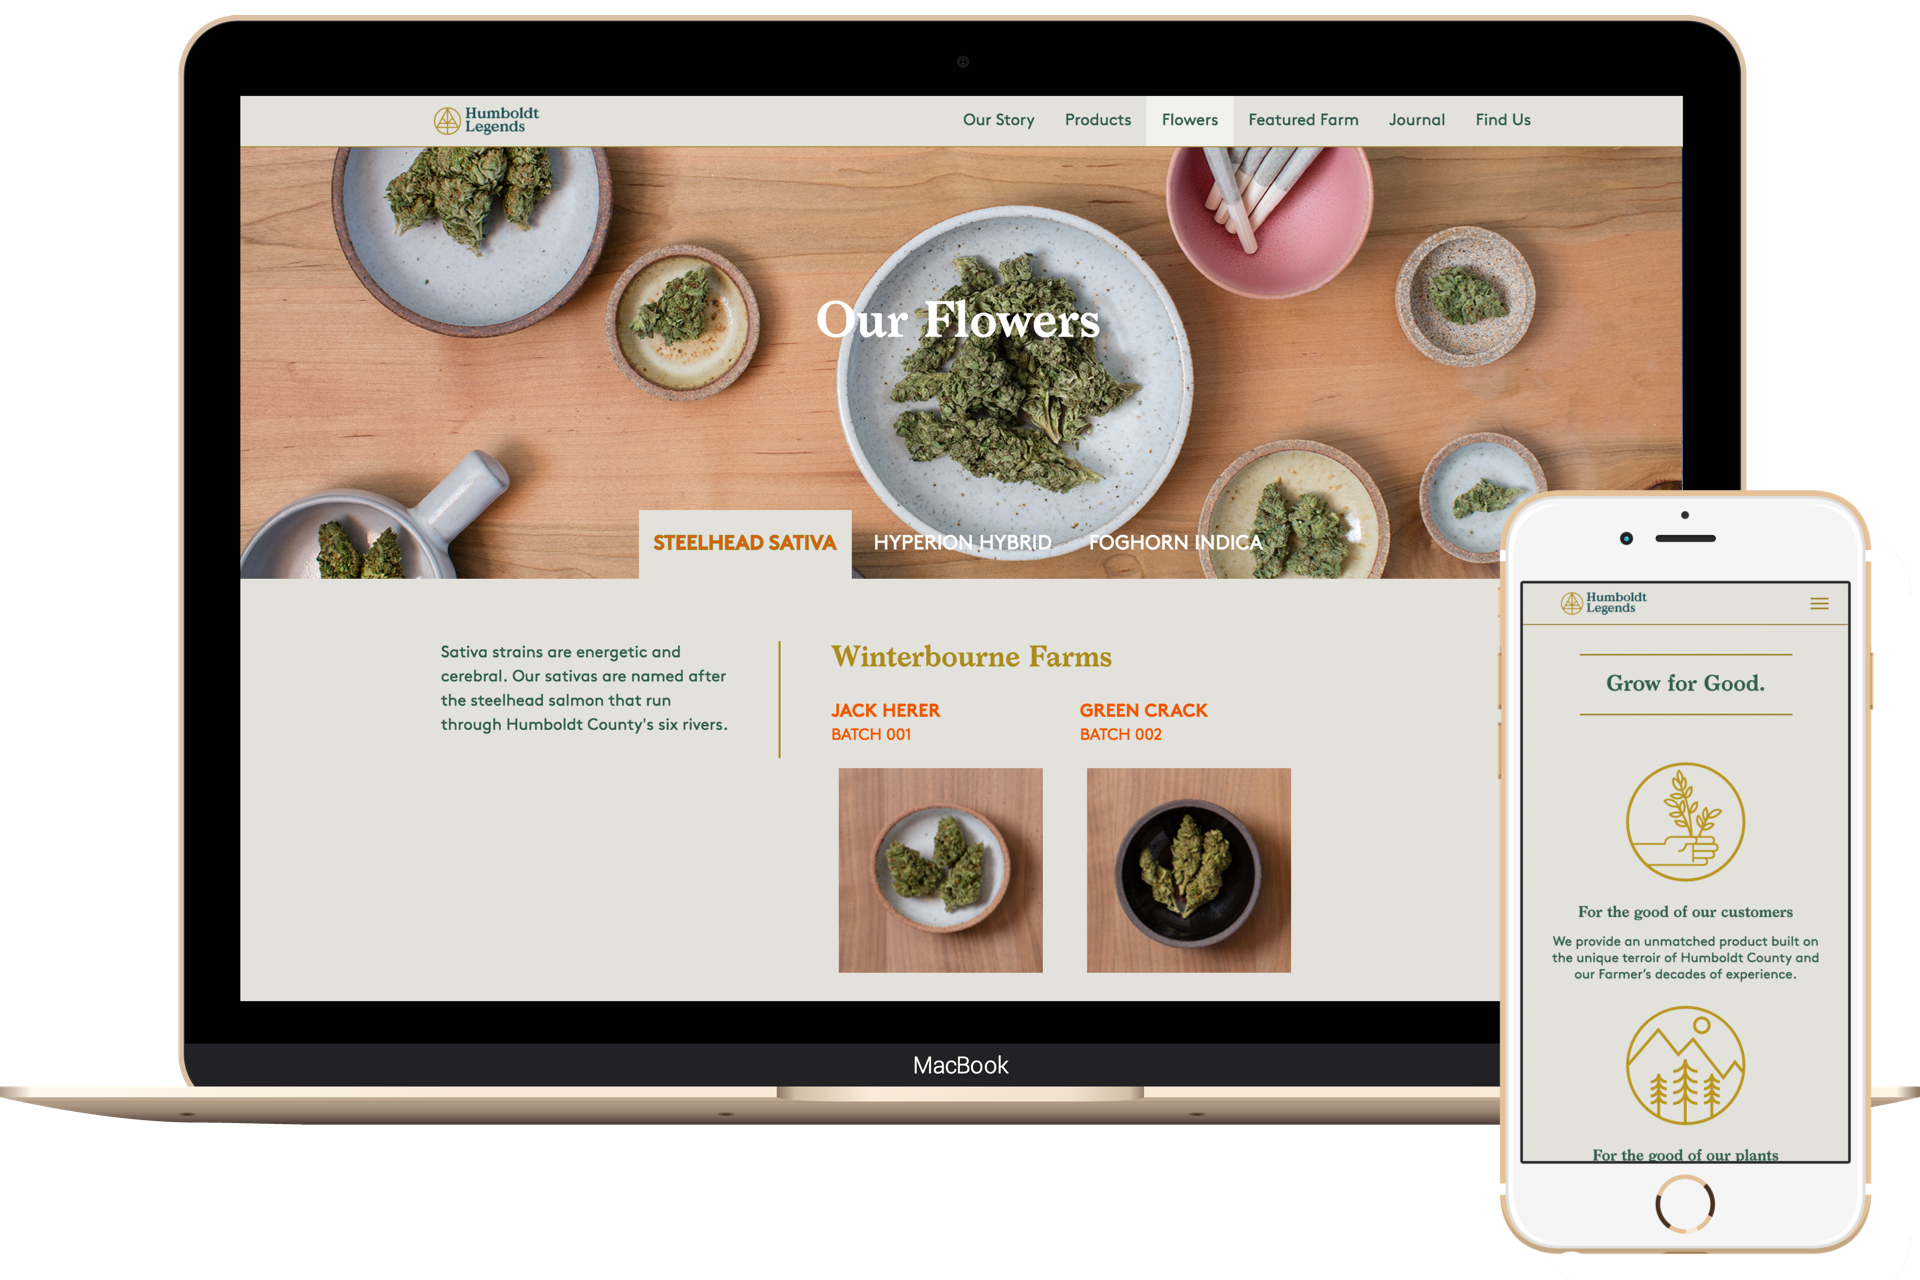 Humboldt
Legends
Our Story
Products
Flowers
Featured Farm
Journal
Find Us
Our Flowers
STEELHEAD SATIVA
HYPERION HYBRID
FOGHORN INDICA
Sativa strains are energetic and
cerebral. Our sativas are named after
the steelhead salmon that run
through Humboldt County's six rivers.
Winterbourne Farms
JACK HERER
BATCH 001
GREEN CRACK
BATCH 002
MacBook
Humboldt
Legends
Grow for Good.
For the good of our customers
We provide an unmatched product built on
the unique terroir of Humboldt County and
our Farmer’s decades of experience.
For the good of our plants